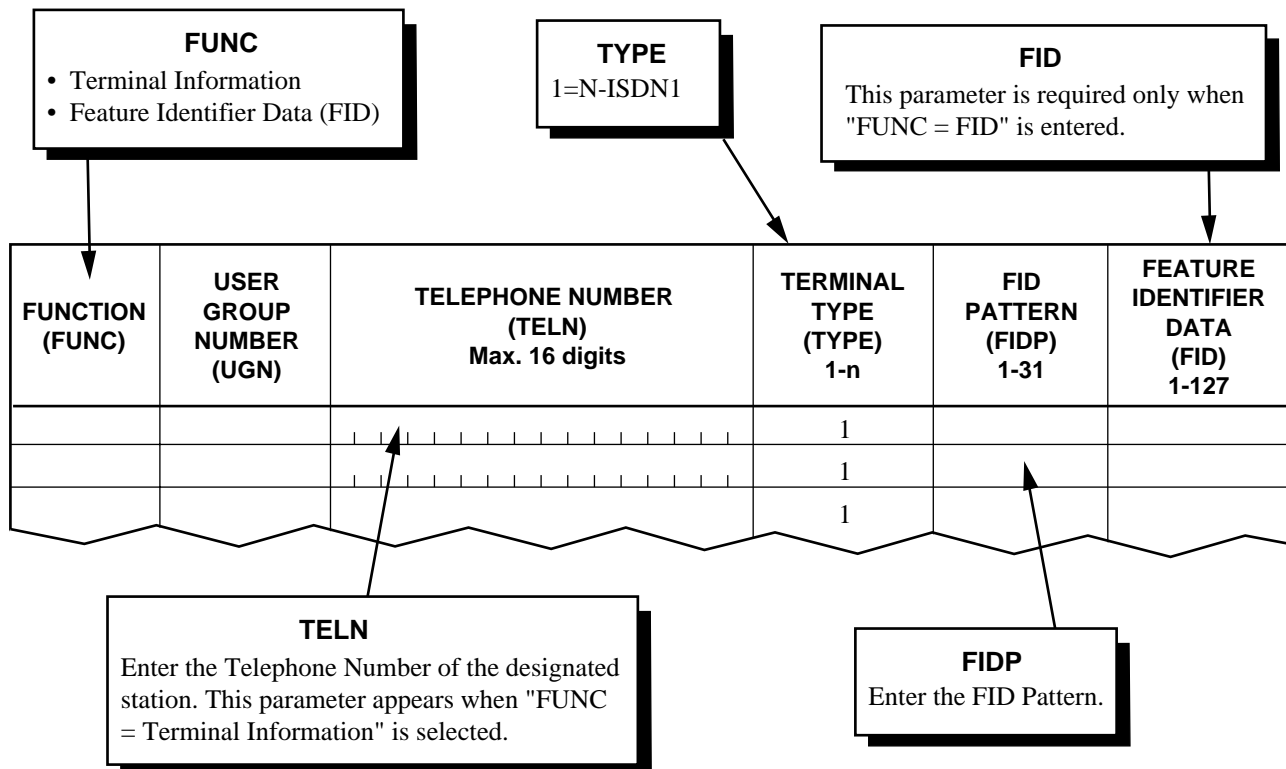 FUNC
• Terminal Information
• Feature Identifier Data (FID)
TYPE
1=N-ISDN1
FID
This parameter is required only when
"FUNC = FID" is entered.
FUNCTION
(FUNC)
USER
GROUP
NUMBER
(UGN)
TELEPHONE NUMBER
(TELN)
Max. 16 digits
TERMINAL
TYPE
(TYPE)
1-n
FID
PATTERN
(FIDP)
1-31
FEATURE
IDENTIFIER
DATA
(FID)
1-127
1
1
1
TELN
Enter the Telephone Number of the designated
station. This parameter appears when "FUNC
= Terminal Information" is selected.
FIDP
Enter the FID Pattern.